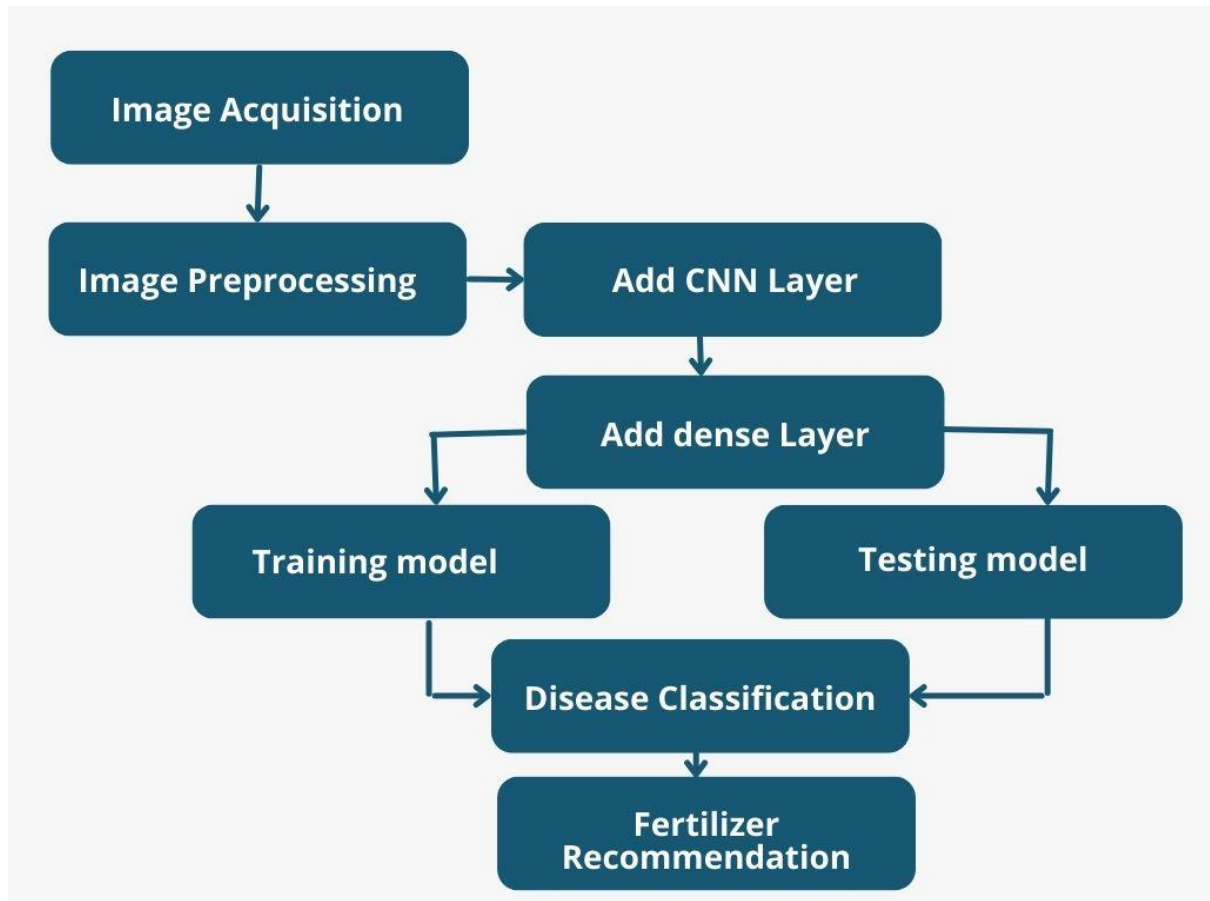 Image Acquisition
Image Preprocessing
Add CNN Layer
Add dense Layer
Training model
Testing model
Disease Classification
Fertilizer
Recommendation